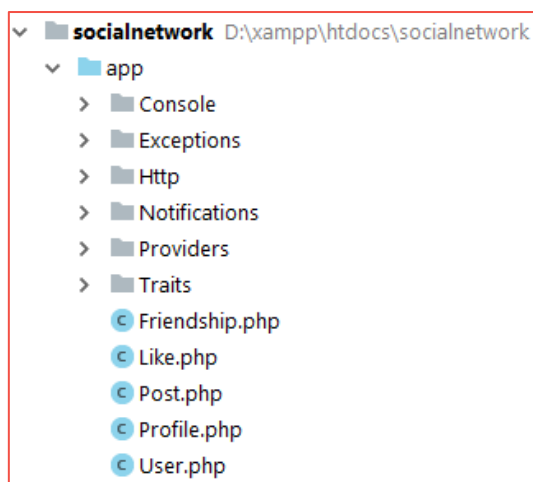 socialnetwork D:\xampp\htdocs\socialnetwork
app
Console
Exceptions
Http
Notifications
Providers
Traits
C Friendship.php
C Like.php
C Post.php
C Profile.php
C User.php